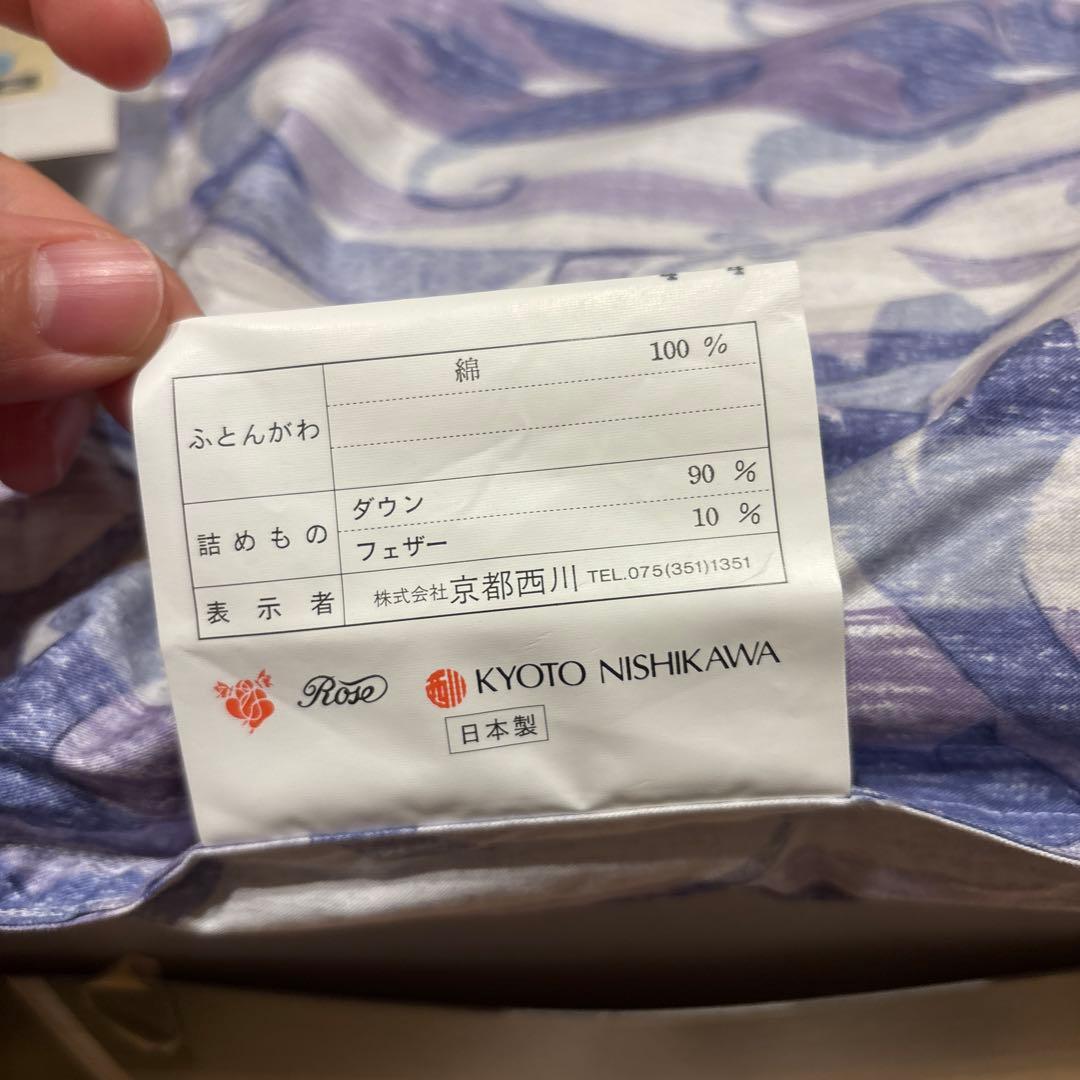 ふとんがわ 綿 100 %
詰めもの ダウン 90 %
フェザー 10 %
表示者 株式会社京都西川 TEL.075(351)1351
Rose 西川 KYOTO NISHIKAWA
日本製